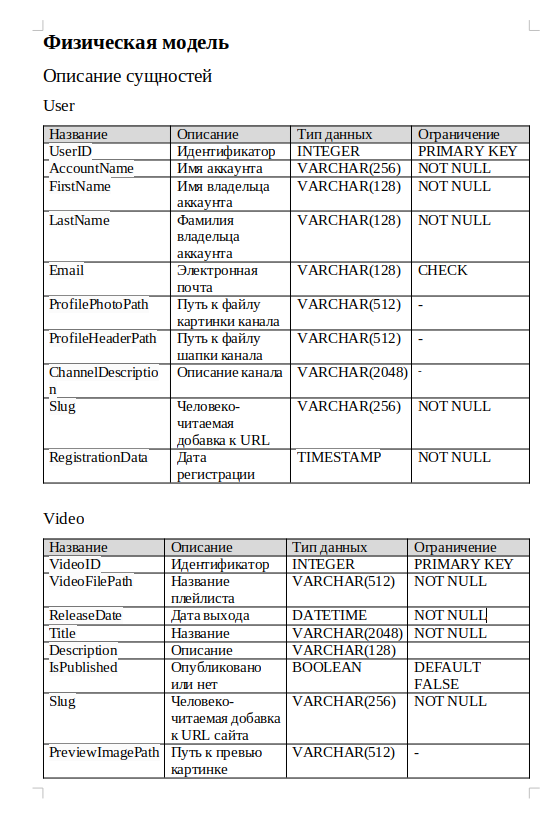 Физическая модель
Описание сущностей
User
Название Описание Тип данных Ограничение
UserID Идентификатор INTEGER PRIMARY KEY
AccountName Имя аккаунта VARCHAR(256) NOT NULL
FirstName Имя владельца VARCHAR(128) NOT NULL
аккаунта
LastName Фамилия VARCHAR(128) NOT NULL
владельца
аккаунта
Email Электронная VARCHAR(128) CHECK
почта
ProfilePhotoPath Путь к файлу VARCHAR(512) -
картинки канала
ProfileHeaderPath Путь к файлу VARCHAR(512) -
шапки канала
ChannelDescriptio Описание канала VARCHAR(2048) -
n
Slug Человеко- VARCHAR(256) NOT NULL
читаемая
добавка к URL
RegistrationData Дата TIMESTAMP NOT NULL
регистрации
Video
Название Описание Тип данных Ограничение
VideoID Идентификатор INTEGER PRIMARY KEY
VideoFilePath Название VARCHAR(512) NOT NULL
плейлиста
ReleaseDate Дата выхода DATETIME NOT NULL
Title Название VARCHAR(2048) NOT NULL
Description Описание VARCHAR(128)
IsPublished Опубликовано BOOLEAN DEFAULT
или нет FALSE
Slug Человеко- VARCHAR(256) NOT NULL
читаемая добавка
к URL сайта
PreviewImagePath Путь к превью VARCHAR(512) -
картинке